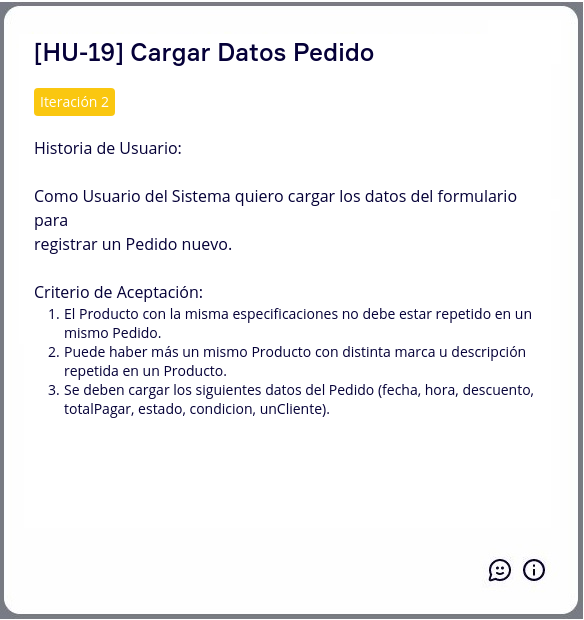 [HU-19] Cargar Datos Pedido
Iteración 2
Historia de Usuario:
Como Usuario del Sistema quiero cargar los datos del formulario
para
registrar un Pedido nuevo.
Criterio de Aceptación:
1. El Producto con la misma especificaciones no debe estar repetido en un
mismo Pedido.
2. Puede haber más un mismo Producto con distinta marca u descripción
repetida en un Producto.
3. Se deben cargar los siguientes datos del Pedido (fecha, hora, descuento,
totalPagar, estado, condicion, unCliente).